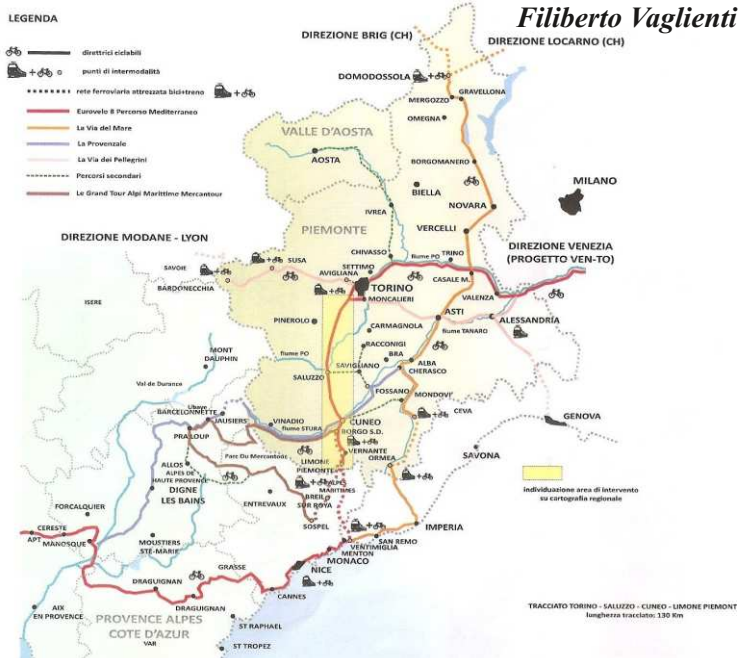 Filiberto Vaglienti
LEGENDA
direttrici ciclabili
punti di intermodalità
rete ferroviaria attrezzata bici+treno
Eurovelo 8 Percorso Mediterraneo
La Via del Mare
La Provenzale
La Via dei Pellegrini
Percorsi secondari
Le Grand Tour Alpi Marittime Mercantour
DIREZIONE BRIG (CH)
DIREZIONE LOCARNO (CH)
DOMODOSSOLA
MERGOZZO
GRAVELLONA
OMEGNA
VALLE D'AOSTA
AOSTA
BORGOMANERO
BIELLA
MILANO
IVREA
NOVARA
PIEMONTE
VERCELLI
DIREZIONE MODANE - LYON
CHIVASSO
fiume PO
TRINO
DIREZIONE VENEZIA
(PROGETTO VEN-TO)
SAVOIE
SUSA
SETTIMO
AVIGLIANA
BARDONECCHIA
TORINO
CASALE M.
MONCALIERI
VALENZA
ISERE
ASTI
ALESSANDRIA
PINEROLO
CARMAGNOLA
fiume TANARO
MONT
DAUPHIN
RACCONIGI
fiume PO
BRA
SAVIGLIANO
ALBA
CHERASCO
SALUZZO
Val de Durance
FOSSANO
MONDOVI'
Ubaye
BARCELONNETTE
JAUSIERS
VINADIO
fiume STURA
CUNEO
BORGO S.D.
CEVA
GENOVA
PRA LOUP
VERNANTE
ORMEA
SAVONA
Parc Du Mercantour
LIMONE
PIEMONTE
ALLOS
ALPES DE
HAUTE PROVENCE
ALPES
MARITIMES
DIGNE
LES BAINS
ENTREVAUX
BREIL
SUR ROYA
individuazione area di intervento
su cartografia regionale
FORCALQUIER
SOSPEL
IMPERIA
CERESTE
APT
MANOSQUE
MOUSTIERS
STE-MARIE
SAN REMO
VENTIMIGLIA
MENTON
MONACO
GRASSE
NICE
DRAGUIGNAN
CANNES
DRAGUIGNAN
AIX
EN PROVENCE
PROVENCE ALPES
COTE D'AZUR
VAR
ST RAPHAEL
ST TROPEZ
TRACCIATO TORINO - SALUZZO - CUNEO - LIMONE PIEMONT
lunghezza tracciato: 130 Km